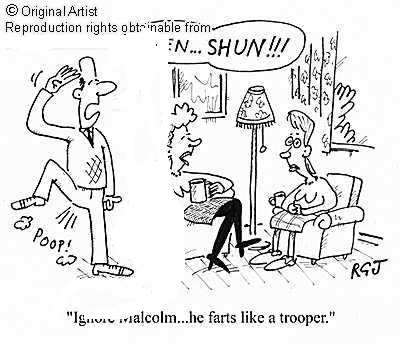 © Original Artist
Reproduction rights obtainable from
EN... SHUN!!!
POOP!
RGJ
"Ignore Malcolm...he farts like a trooper."